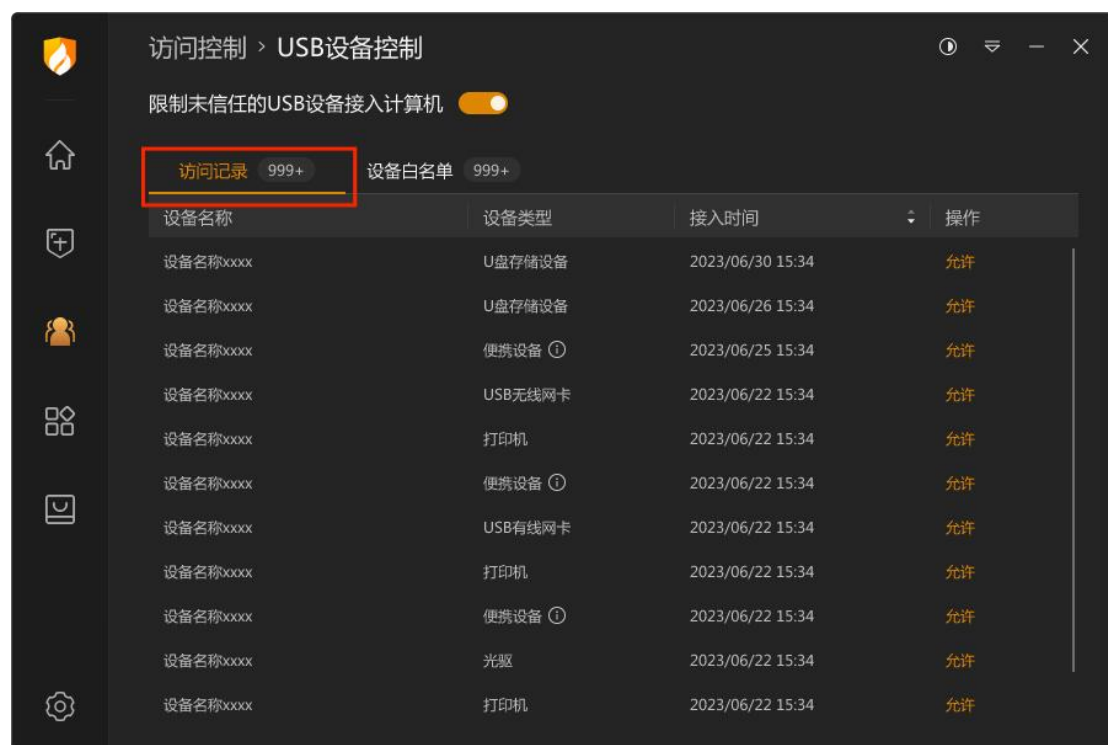 访问控制 > USB设备控制
限制未信任的USB设备接入计算机
访问记录 999+ 设备白名单 999+
设备名称 设备类型 接入时间 操作
设备名称xxxx U盘存储设备 2023/06/30 15:34 允许
设备名称xxxx U盘存储设备 2023/06/26 15:34 允许
设备名称xxxx 便携设备 2023/06/25 15:34 允许
设备名称xxxx USB无线网卡 2023/06/22 15:34 允许
设备名称xxxx 打印机 2023/06/22 15:34 允许
设备名称xxxx 便携设备 2023/06/22 15:34 允许
设备名称xxxx USB有线网卡 2023/06/22 15:34 允许
设备名称xxxx 打印机 2023/06/22 15:34 允许
设备名称xxxx 便携设备 2023/06/22 15:34 允许
设备名称xxxx 光驱 2023/06/22 15:34 允许
设备名称xxxx 打印机 2023/06/22 15:34 允许